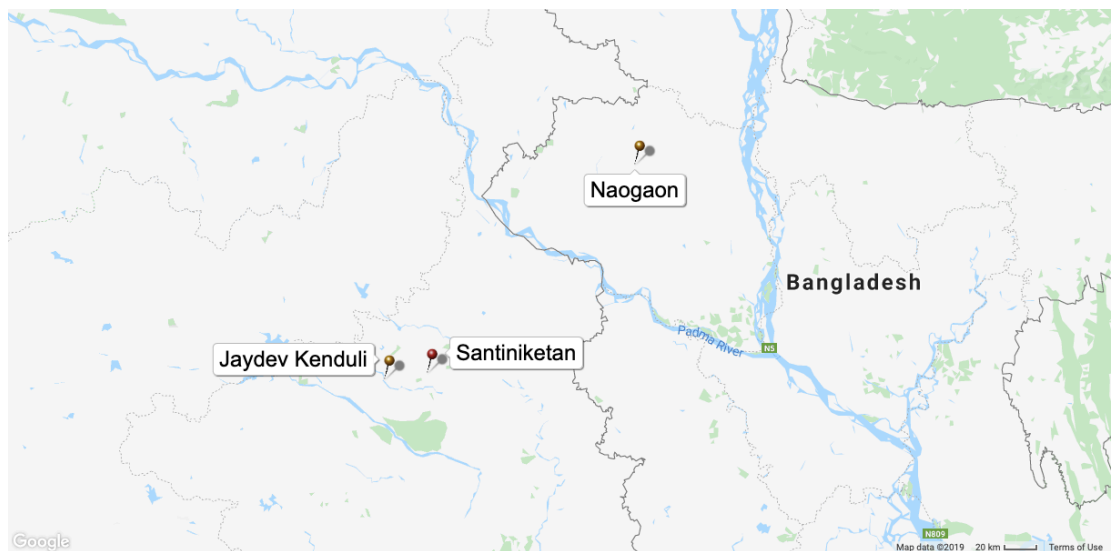 Naogaon
Bangladesh
Padma River
N5
Jaydev Kenduli
Santiniketan
N809
Google
Map data ©2019
20 km
Terms of Use